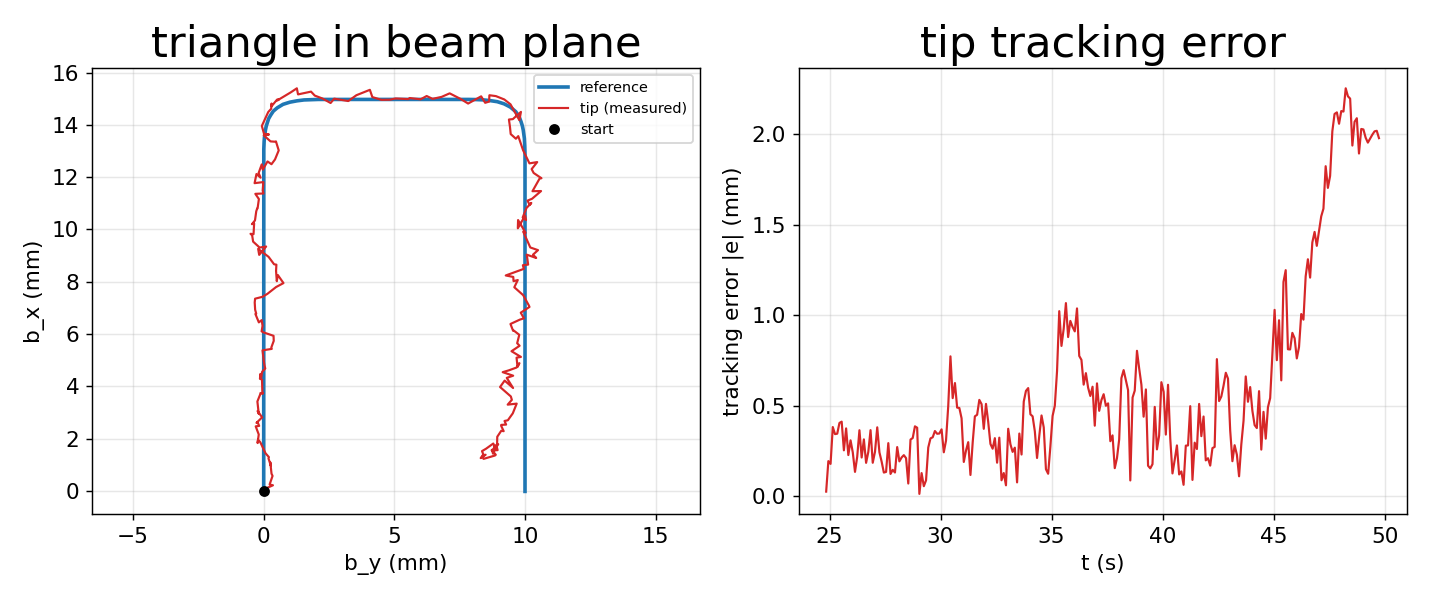 triangle in beam plane
16
14
12
10
8
6
4
2
0
b_x (mm)
−5
0
5
10
15
b_y (mm)
reference
tip (measured)
start
tip tracking error
2.0
1.5
1.0
0.5
0.0
tracking error |e| (mm)
25
30
35
40
45
50
t (s)